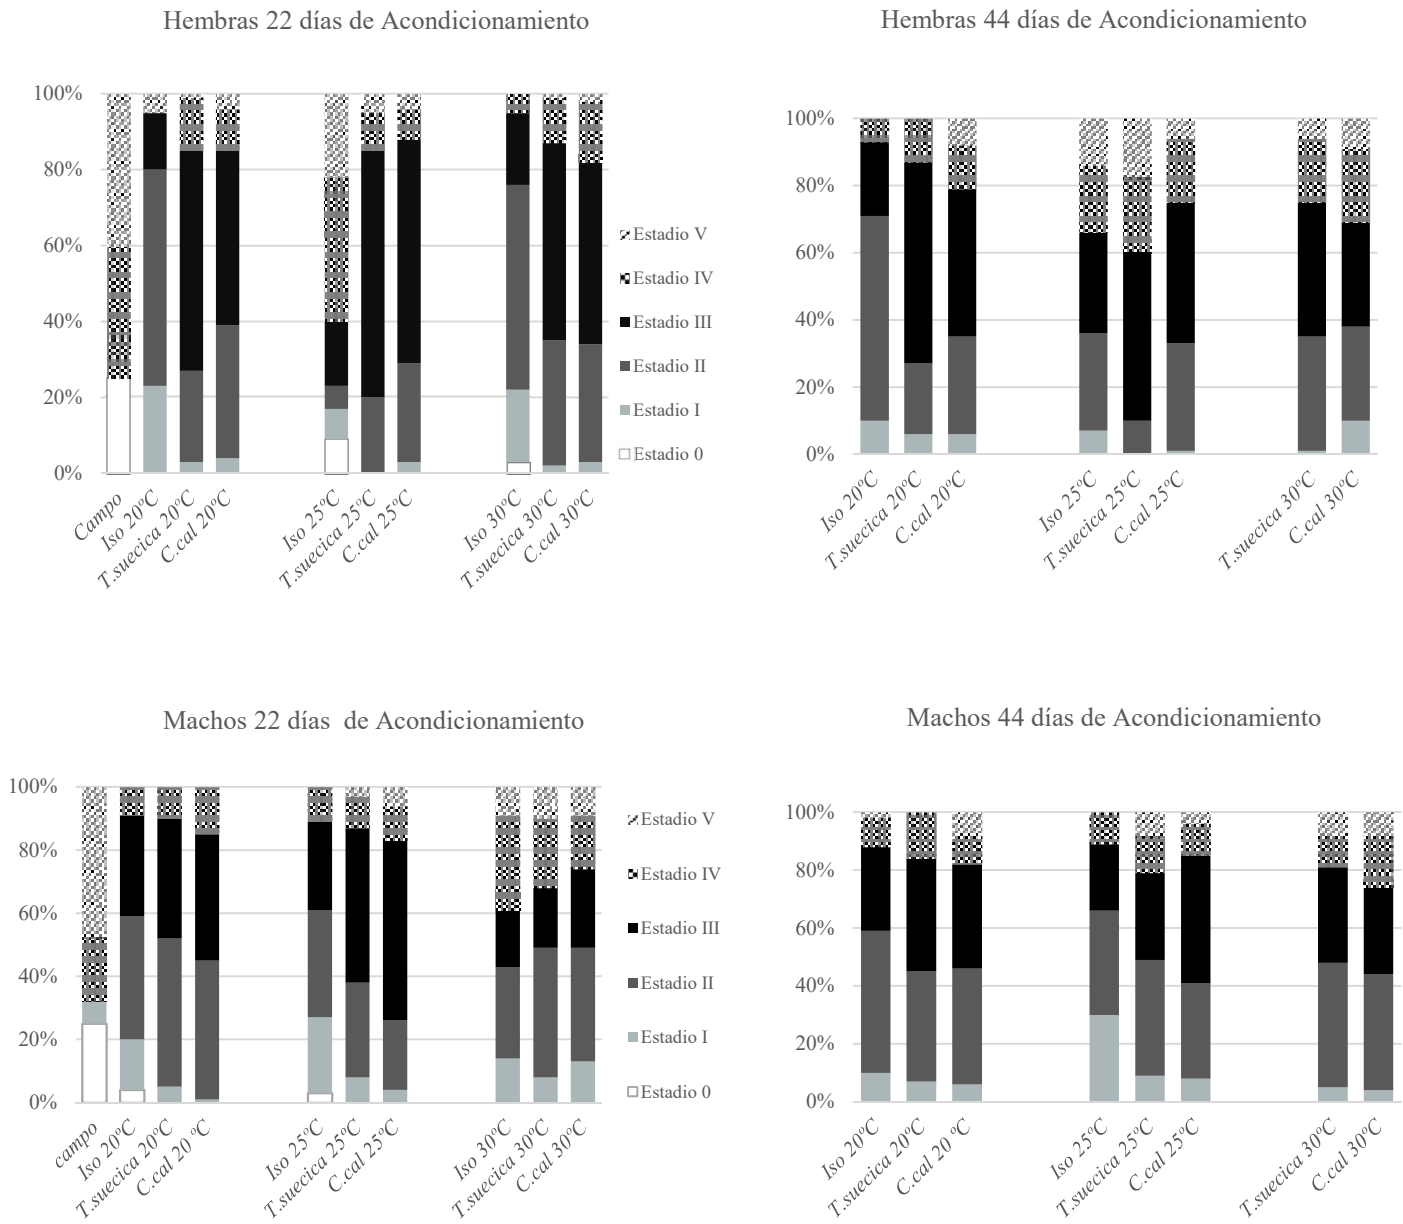 Hembras 22 días de Acondicionamiento
100%
80%
60%
40%
20%
0%
Campo
Iso 20ºC
T.suecica 20ºC
C.cal 20ºC
Iso 25ºC
T.suecica 25ºC
C.cal 25ºC
Iso 30ºC
T.suecica 30ºC
C.cal 30ºC
Estadio V
Estadio IV
Estadio III
Estadio II
Estadio I
Estadio 0
Hembras 44 días de Acondicionamiento
100%
80%
60%
40%
20%
0%
Iso 20ºC
T.suecica 20ºC
C.cal 20ºC
Iso 25ºC
T.suecica 25ºC
C.cal 25ºC
T.suecica 30ºC
C.cal 30ºC
Machos 22 días  de Acondicionamiento
100%
80%
60%
40%
20%
0%
campo
Iso 20ºC
T.suecica 20ºC
C.cal 20 ºC
Iso 25ºC
T.suecica 25ºC
C.cal 25ºC
Iso 30ºC
T.suecica 30ºC
C.cal 30ºC
Estadio V
Estadio IV
Estadio III
Estadio II
Estadio I
Estadio 0
Machos 44 días de Acondicionamiento
100%
80%
60%
40%
20%
0%
Iso 20ºC
T.suecica 20ºC
C.cal 20ºC
Iso 25ºC
T.suecica 25ºC
C.cal 25ºC
T.suecica 30ºC
C.cal 30ºC